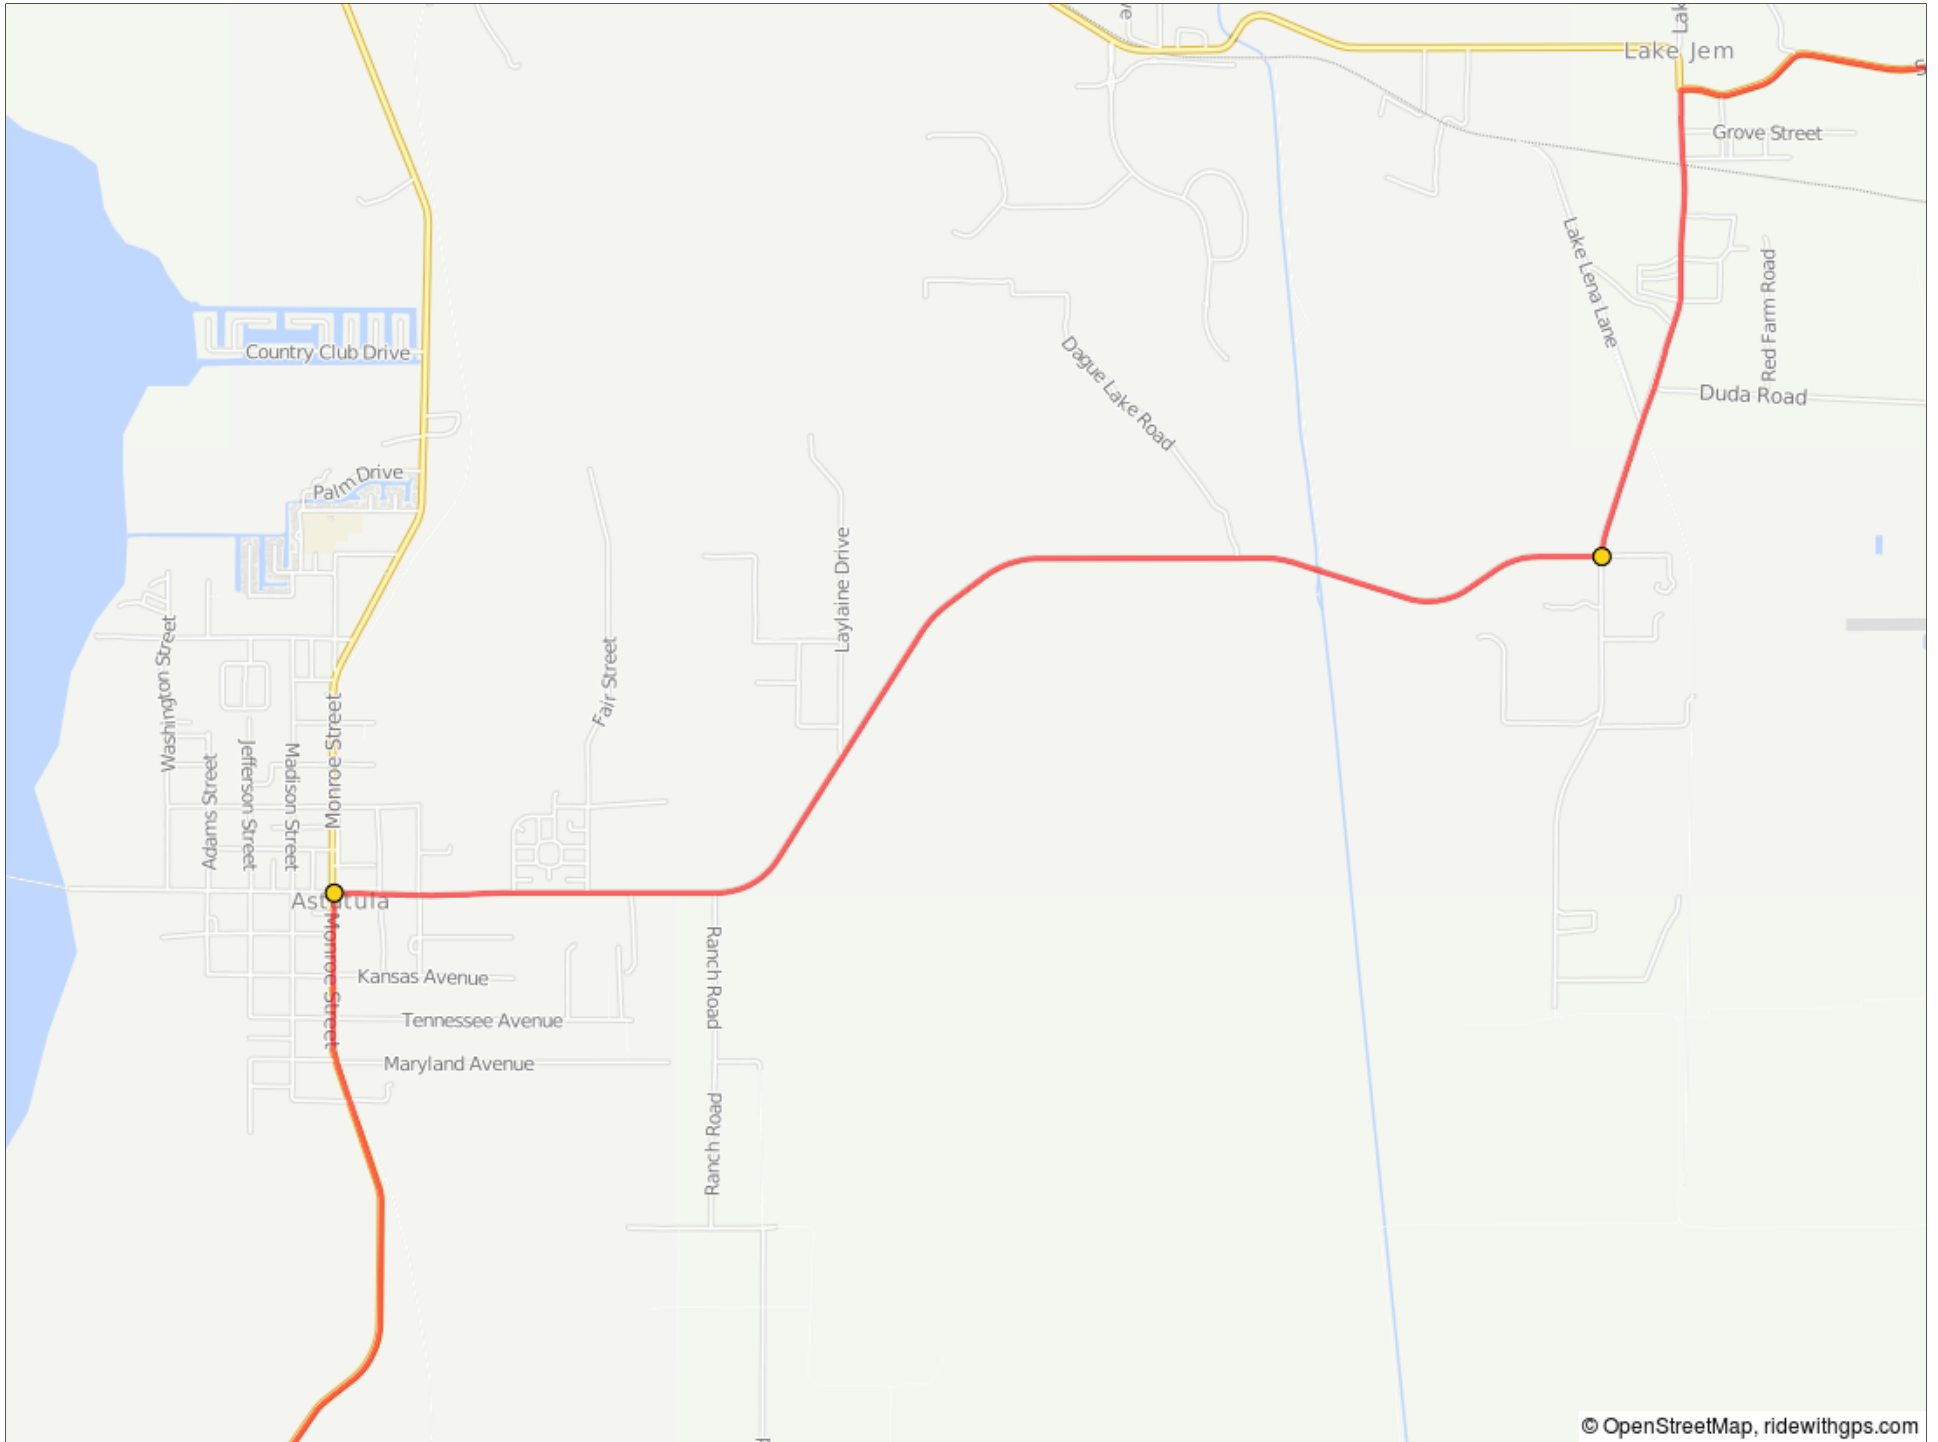 Lake Jem
Grove Street
Lake Lena Lane
Red Farm Road
Country Club Drive
Dague Lake Road
Duda Road
Palm Drive
Laylaine Drive
Washington Street
Fair Street
Monroe Street
Jefferson Street
Madison Street
Adams Street
Astatula
Monroe Street
Ranch Road
Kansas Avenue
Tennessee Avenue
Maryland Avenue
Ranch Road
© OpenStreetMap, ridewithgps.com